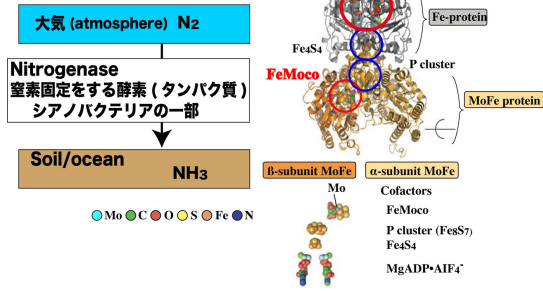 大気 (atmosphere) N2
Nitrogenase
窒素固定をする酵素 ( タンパク質 )
シアノバクテリアの一部
Soil/ocean
NH3
Mo C O S Fe N
Fe-protein
Fe4S4
P cluster
FeMoco
MoFe protein
ß-subunit MoFe
α-subunit MoFe
Mo
Cofactors
FeMoco
P cluster (Fe8S7)
Fe4S4
MgADP•AIF4-